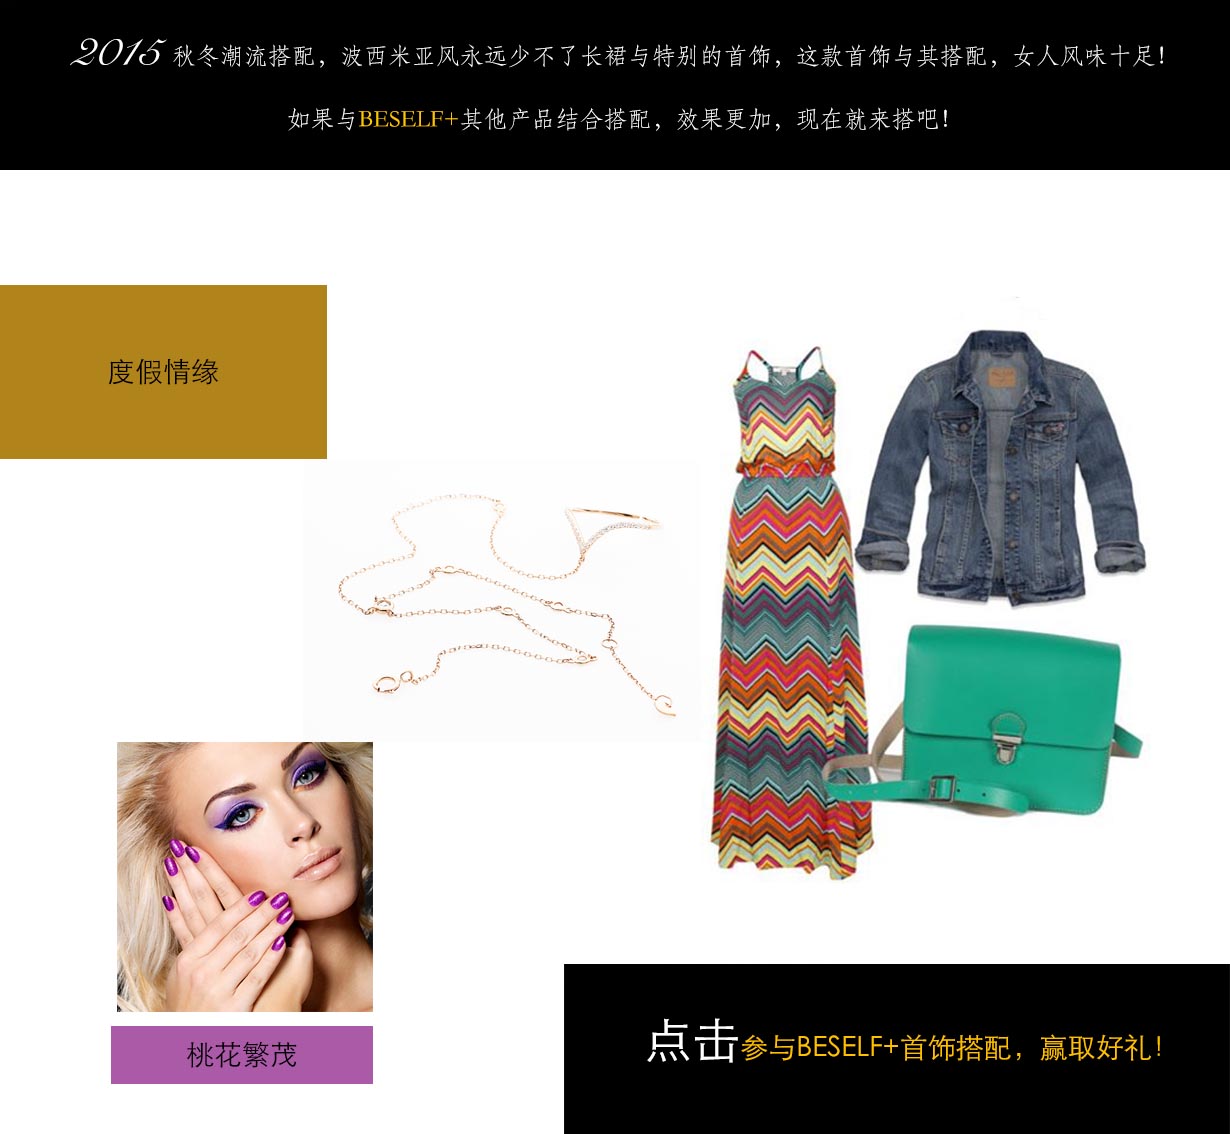 2015 秋冬潮流搭配，波西米亚风永远少不了长裙与特别的首饰，这款首饰与其搭配，女人风味十足！
如果与BESELF+其他产品结合搭配，效果更加，现在就来搭吧！
度假情缘
桃花繁茂
点击参与BESELF+首饰搭配，赢取好礼！